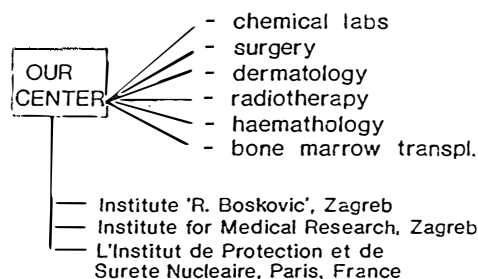 - chemical labs
- surgery
- dermatology
- radiotherapy
- haemathology
- bone marrow transpl.
OUR
CENTER
Institute 'R. Boskovic', Zagreb
Institute for Medical Research, Zagreb
L'Institut de Protection et de
Surete Nucleaire, Paris, France